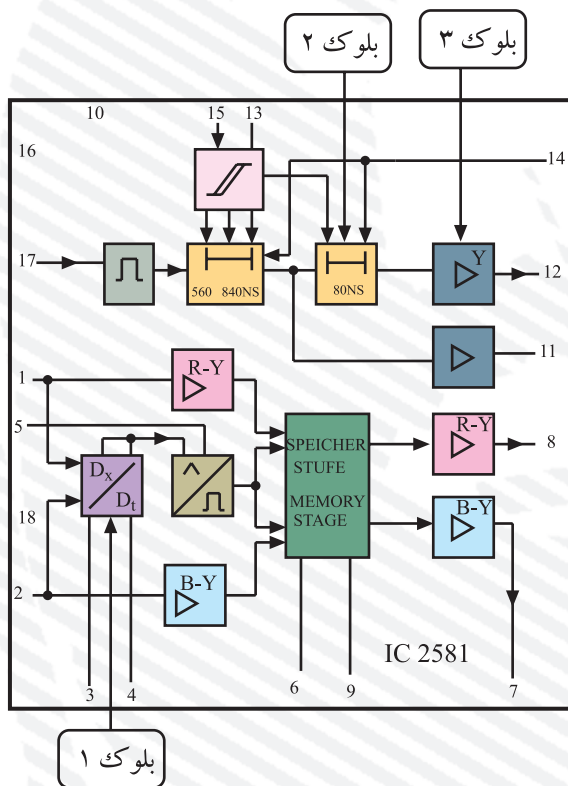 بلوک ۲
بلوک ۳
10
15
13
16
14
17
560 840NS
80NS
Y
12
11
1
R-Y
5
SPEICHER
STUFE
MEMORY
STAGE
R-Y
8
Dx
Dt
18
B-Y
2
B-Y
IC 2581
3
4
6
9
7
بلوک ۱